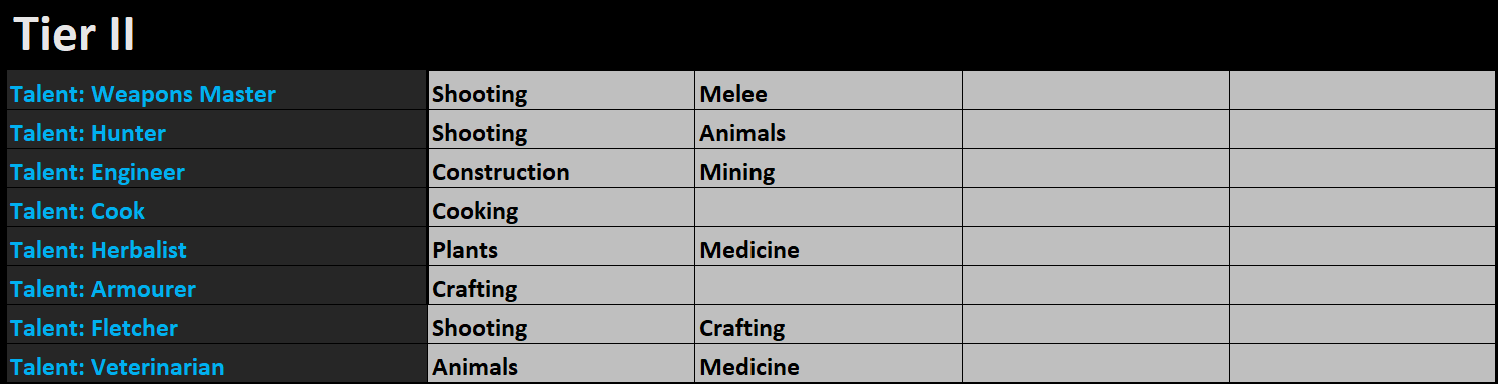 Tier II
Talent: Weapons Master Shooting Melee
Talent: Hunter Shooting Animals
Talent: Engineer Construction Mining
Talent: Cook Cooking
Talent: Herbalist Plants Medicine
Talent: Armourer Crafting
Talent: Fletcher Shooting Crafting
Talent: Veterinarian Animals Medicine